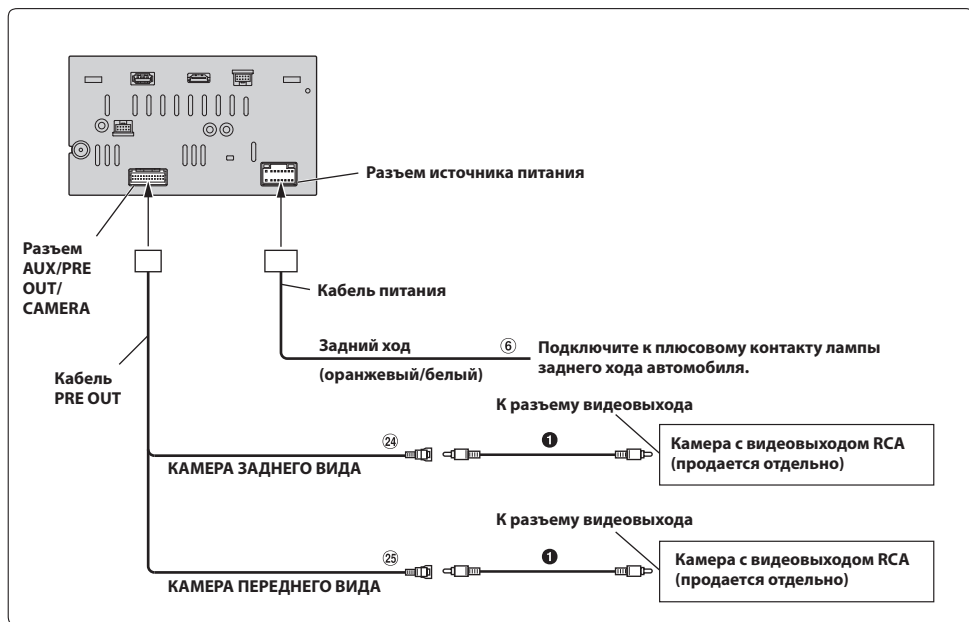 Разъем источника питания
Разъем
AUX/PRE
OUT/
CAMERA
Кабель питания
Задний ход
(оранжевый/белый)
⑥
Подключите к плюсовому контакту лампы
заднего хода автомобиля.
Кабель
PRE OUT
К разъему видеовыхода
㉔
❶
КАМЕРА ЗАДНЕГО ВИДА
Камера с видеовыходом RCA
(продается отдельно)
К разъему видеовыхода
㉕
❶
КАМЕРА ПЕРЕДНЕГО ВИДА
Камера с видеовыходом RCA
(продается отдельно)